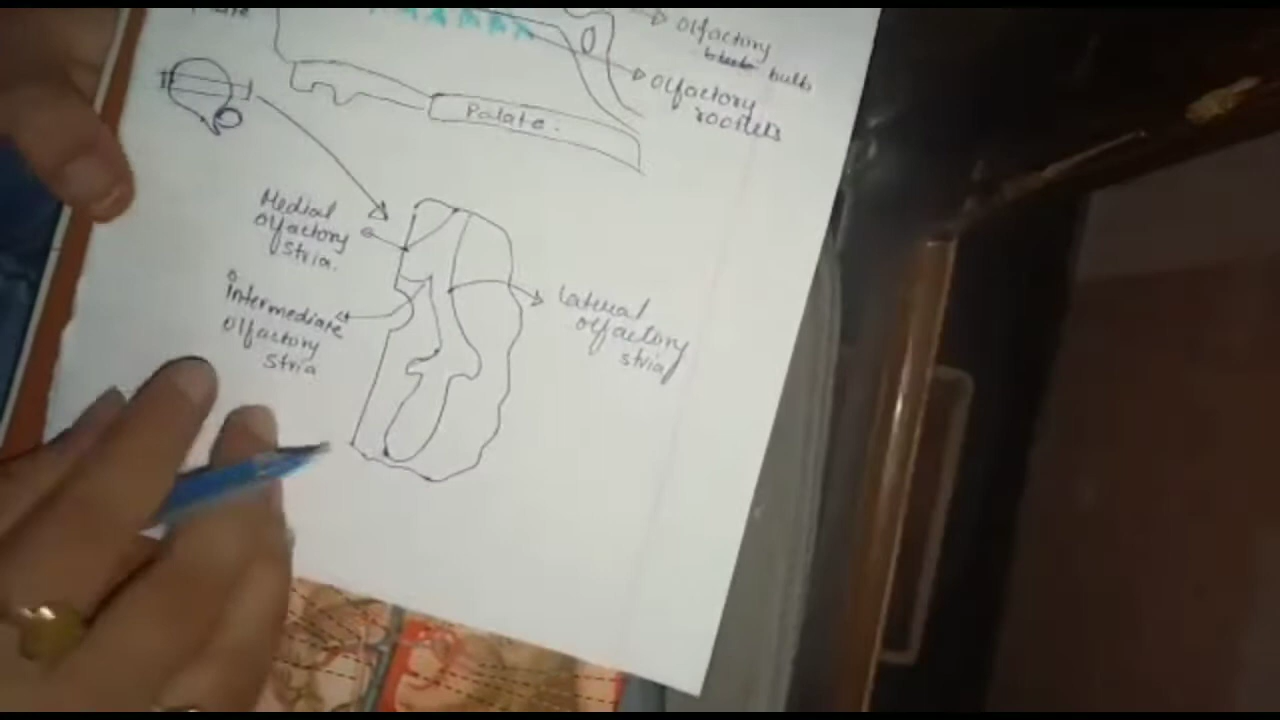 olfactory
bulb
olfactory
rootlets
Palate.
Medial
olfactory
stria.
Intermediate
olfactory
stria
Lateral
olfactory
stria